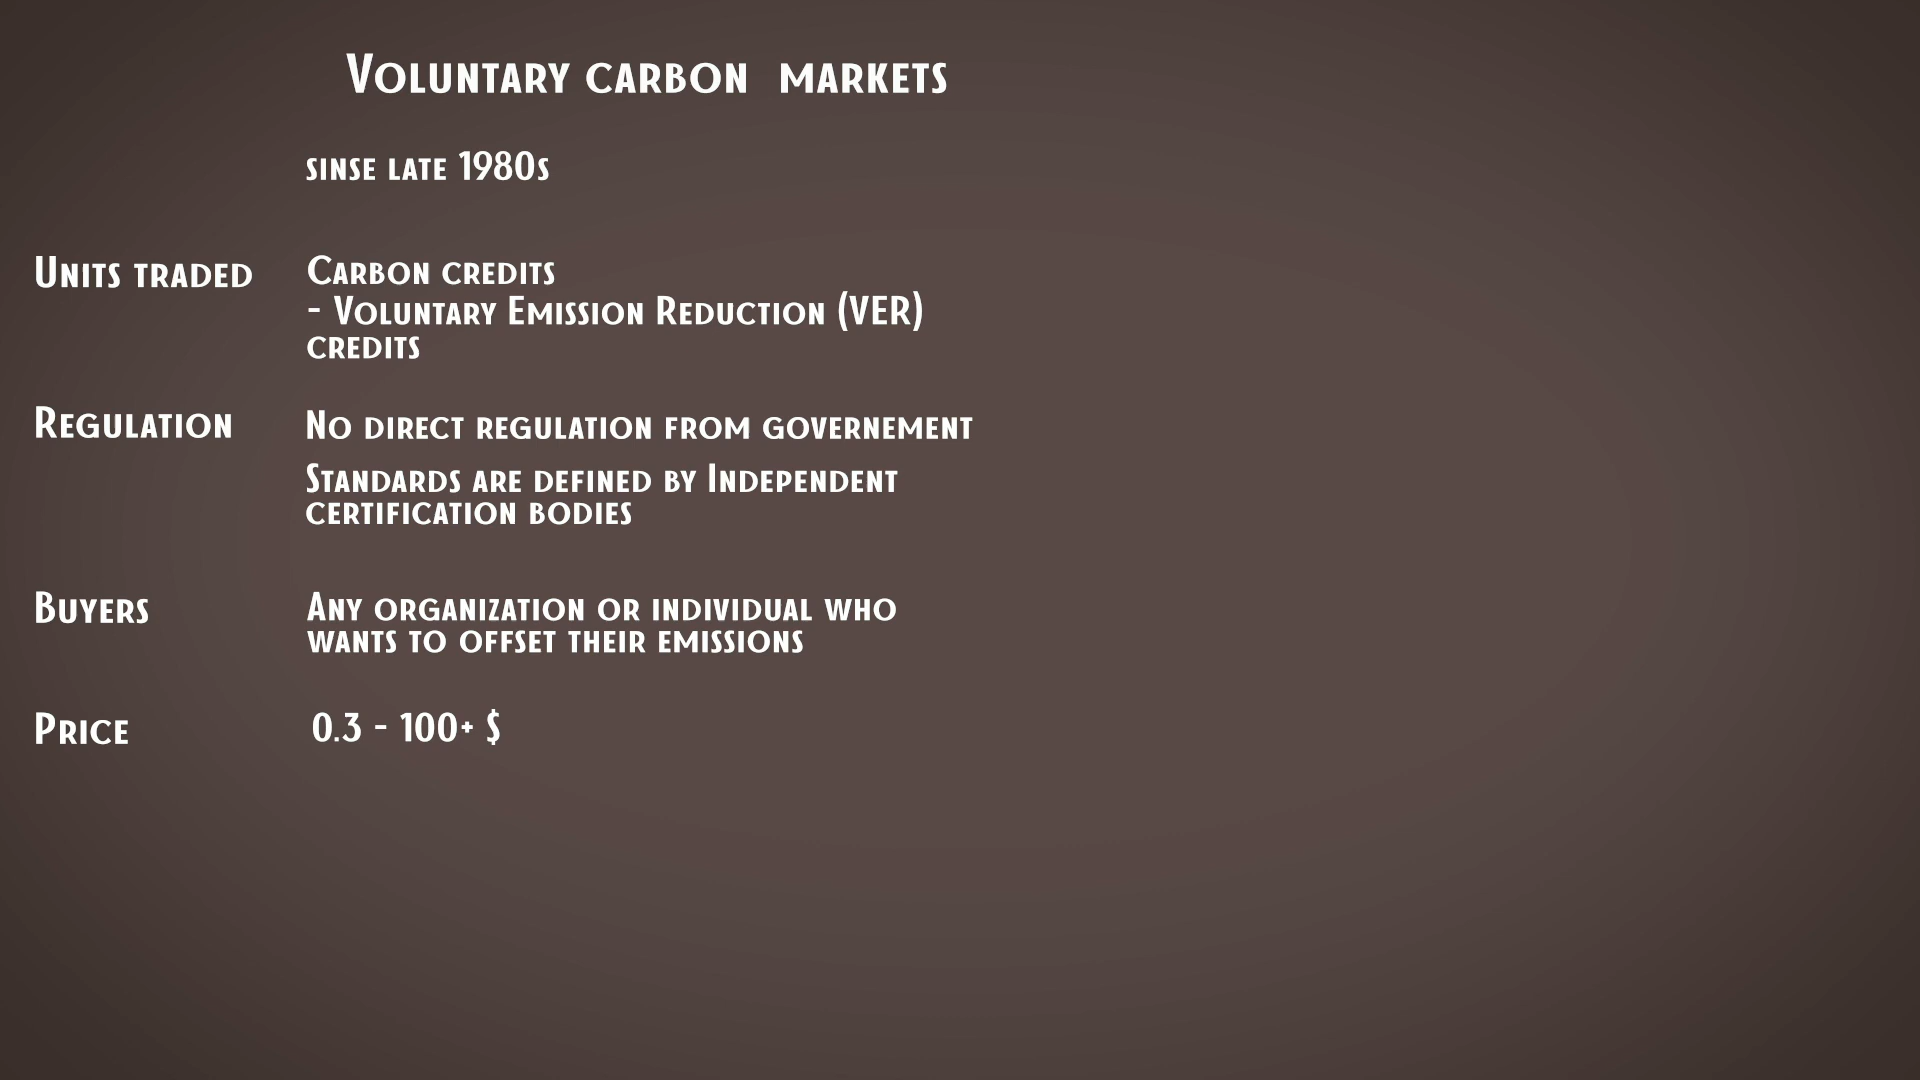 Voluntary carbon  markets
sinse late 1980s
Units traded
Carbon credits
- Voluntary Emission Reduction (VER)
credits
Regulation
No direct regulation from governement
Standards are defined by Independent
certification bodies
Buyers
Any organization or individual who
wants to offset their emissions
Price
0.3 - 100+ $